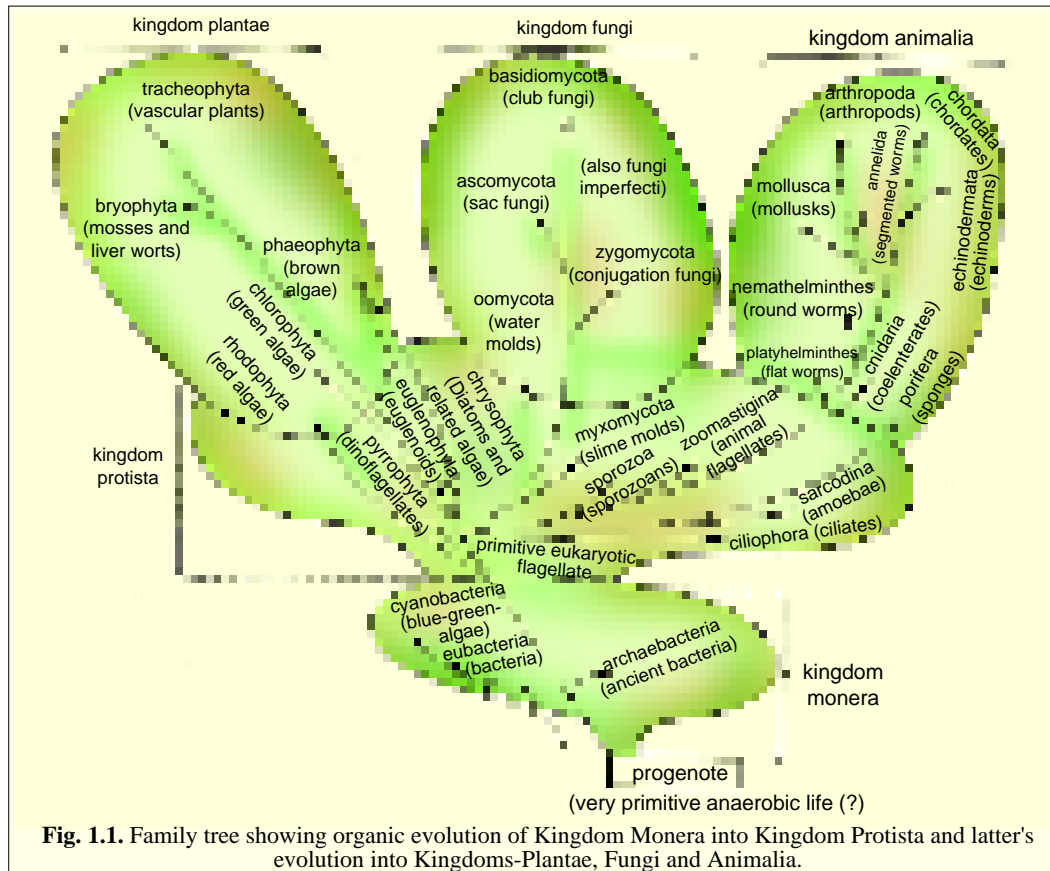 kingdom plantae
kingdom fungi
kingdom animalia
tracheophyta
(vascular plants)
bryophyta
(mosses and
liver worts)
phaeophyta
(brown
algae)
chlorophyta
(green algae)
rhodophyta
(red algae)
basidiomycota
(club fungi)
ascomycota
(sac fungi)
(also fungi
imperfecti)
zygomycota
(conjugation fungi)
oomycota
(water
molds)
arthropoda
(arthropods)
chordata
(chordates)
annelida
(segmented worms)
mollusca
(mollusks)
echinodermata
(echinoderms)
nemathelminthes
(round worms)
platyhelminthes
(flat worms)
cnidaria
(coelenterates)
porifera
(sponges)
kingdom
protista
pyrrophyta
(dinoflagellates)
euglenophyta
(euglenoids)
chrysophyta
(Diatoms and
related algae)
myxomycota
(slime molds)
sporozoa
(sporozoans)
zoomastigina
(animal
flagellates)
sarcodina
(amoebae)
ciliophora (ciliates)
primitive eukaryotic
flagellate
cyanobacteria
(blue-green-
algae)
eubacteria
(bacteria)
archaebacteria
(ancient bacteria)
kingdom
monera
progenote
(very primitive anaerobic life (?)
Fig. 1.1. Family tree showing organic evolution of Kingdom Monera into Kingdom Protista and latter's
evolution into Kingdoms-Plantae, Fungi and Animalia.